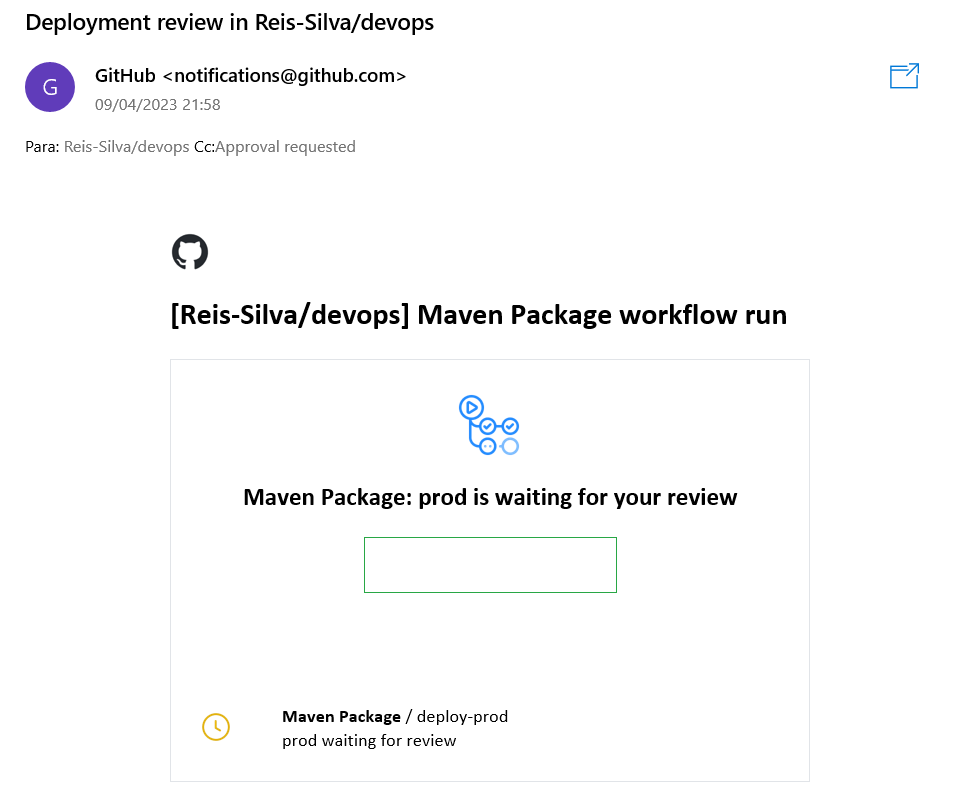 Deployment review in Reis-Silva/devops
G
GitHub <notifications@github.com>
09/04/2023 21:58
Para: Reis-Silva/devops Cc:Approval requested
[Reis-Silva/devops] Maven Package workflow run
Maven Package: prod is waiting for your review
Maven Package / deploy-prod
prod waiting for review